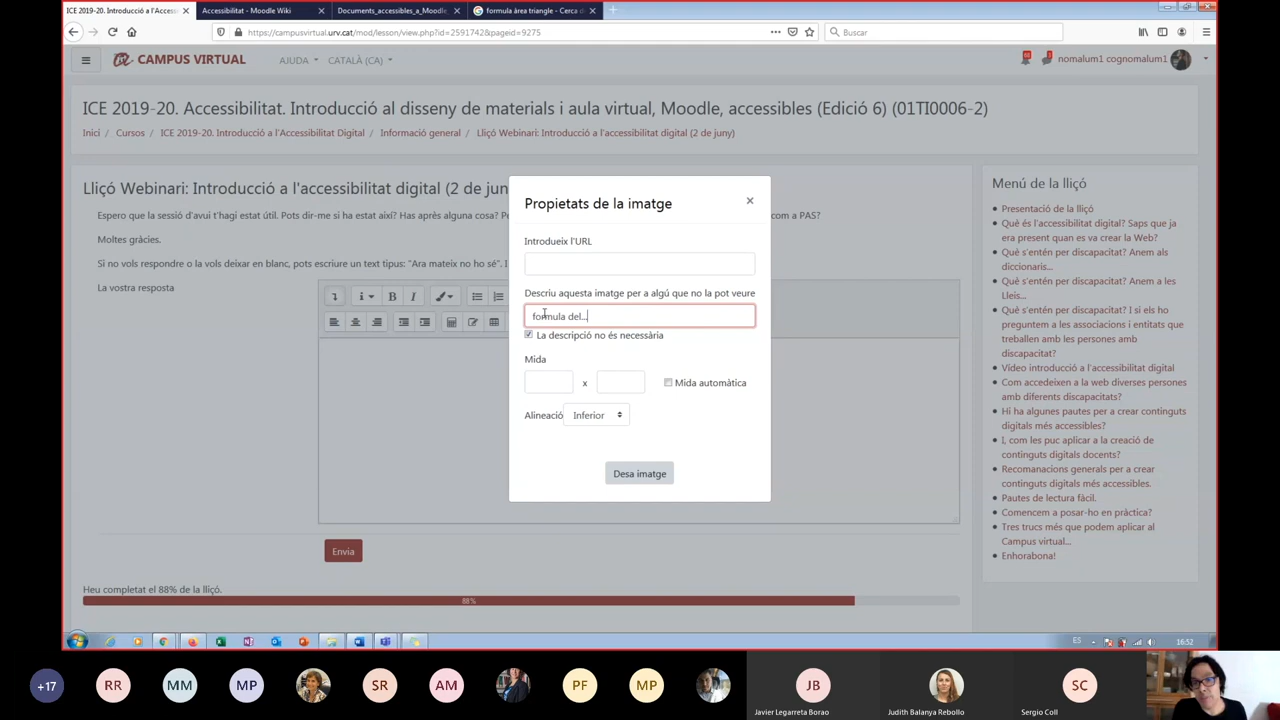 ICE 2019-20. Introducció a l'Acces
Accessibilitat - Moodle Wiki
Documents_accessibles_a_Moodle
formula àrea triangle - Cerca d
https://campusvirtual.urv.cat/mod/lesson/view.php?id=2591742&pageid=9275
Buscar
CAMPUS VIRTUAL
AJUDA
CATALÀ (CA)
nomalum1 cognomalum1
ICE 2019-20. Accessibilitat. Introducció al disseny de materials i aula virtual, Moodle, accessibles (Edició 6) (01TI0006-2)
Inici
Cursos
ICE 2019-20. Introducció a l'Accessibilitat Digital
Informació general
Lliçó Webinari: Introducció a l'accessibilitat digital (2 de juny)
Lliçó Webinari: Introducció a l'accessibilitat digital (2 de jun
Espero que la sessió d'avui t'hagi estat útil. Pots dir-me si ha estat així? Has après alguna cosa? Pe
com a PAS?
Moltes gràcies.
Si no vols respondre o la vols deixar en blanc, pots escriure un text tipus: "Ara mateix no ho sé". I
La vostra resposta
Propietats de la imatge
×
Introdueix l'URL
Descriu aquesta imatge per a algú que no la pot veure
formula del...
La descripció no és necessària
Mida
x
Mida automàtica
Alineació
Inferior
Desa imatge
Envia
Heu completat el 88% de la lliçó.
88%
Menú de la lliçó
Presentació de la lliçó
Què és l'accessibilitat digital? Saps que ja
era present quan es va crear la Web?
Què s'entén per discapacitat? Anem als
diccionaris...
Què s'entén per discapacitat? Anem a les
Lleis...
Què s'entén per discapacitat? I si els ho
preguntem a les associacions i entitats que
treballen amb les persones amb
discapacitat?
Vídeo introducció a l'accessibilitat digital
Com accedeixen a la web diverses persones
amb diferents discapacitats?
Hi ha algunes pautes per a crear continguts
digitals més accessibles?
I, com les puc aplicar a la creació de
continguts digitals docents?
Recomanacions generals per a crear
continguts digitals més accessibles.
Pautes de lectura fàcil.
Comencem a posar-ho en pràctica?
Tres trucs més que podem aplicar al
Campus virtual...
Enhorabona!
ES
16:52
+17
RR
MM
MP
SR
AM
PF
MP
JB
SC
Javier Legarreta Borao
Judith Balanya Rebollo
Sergio Coll